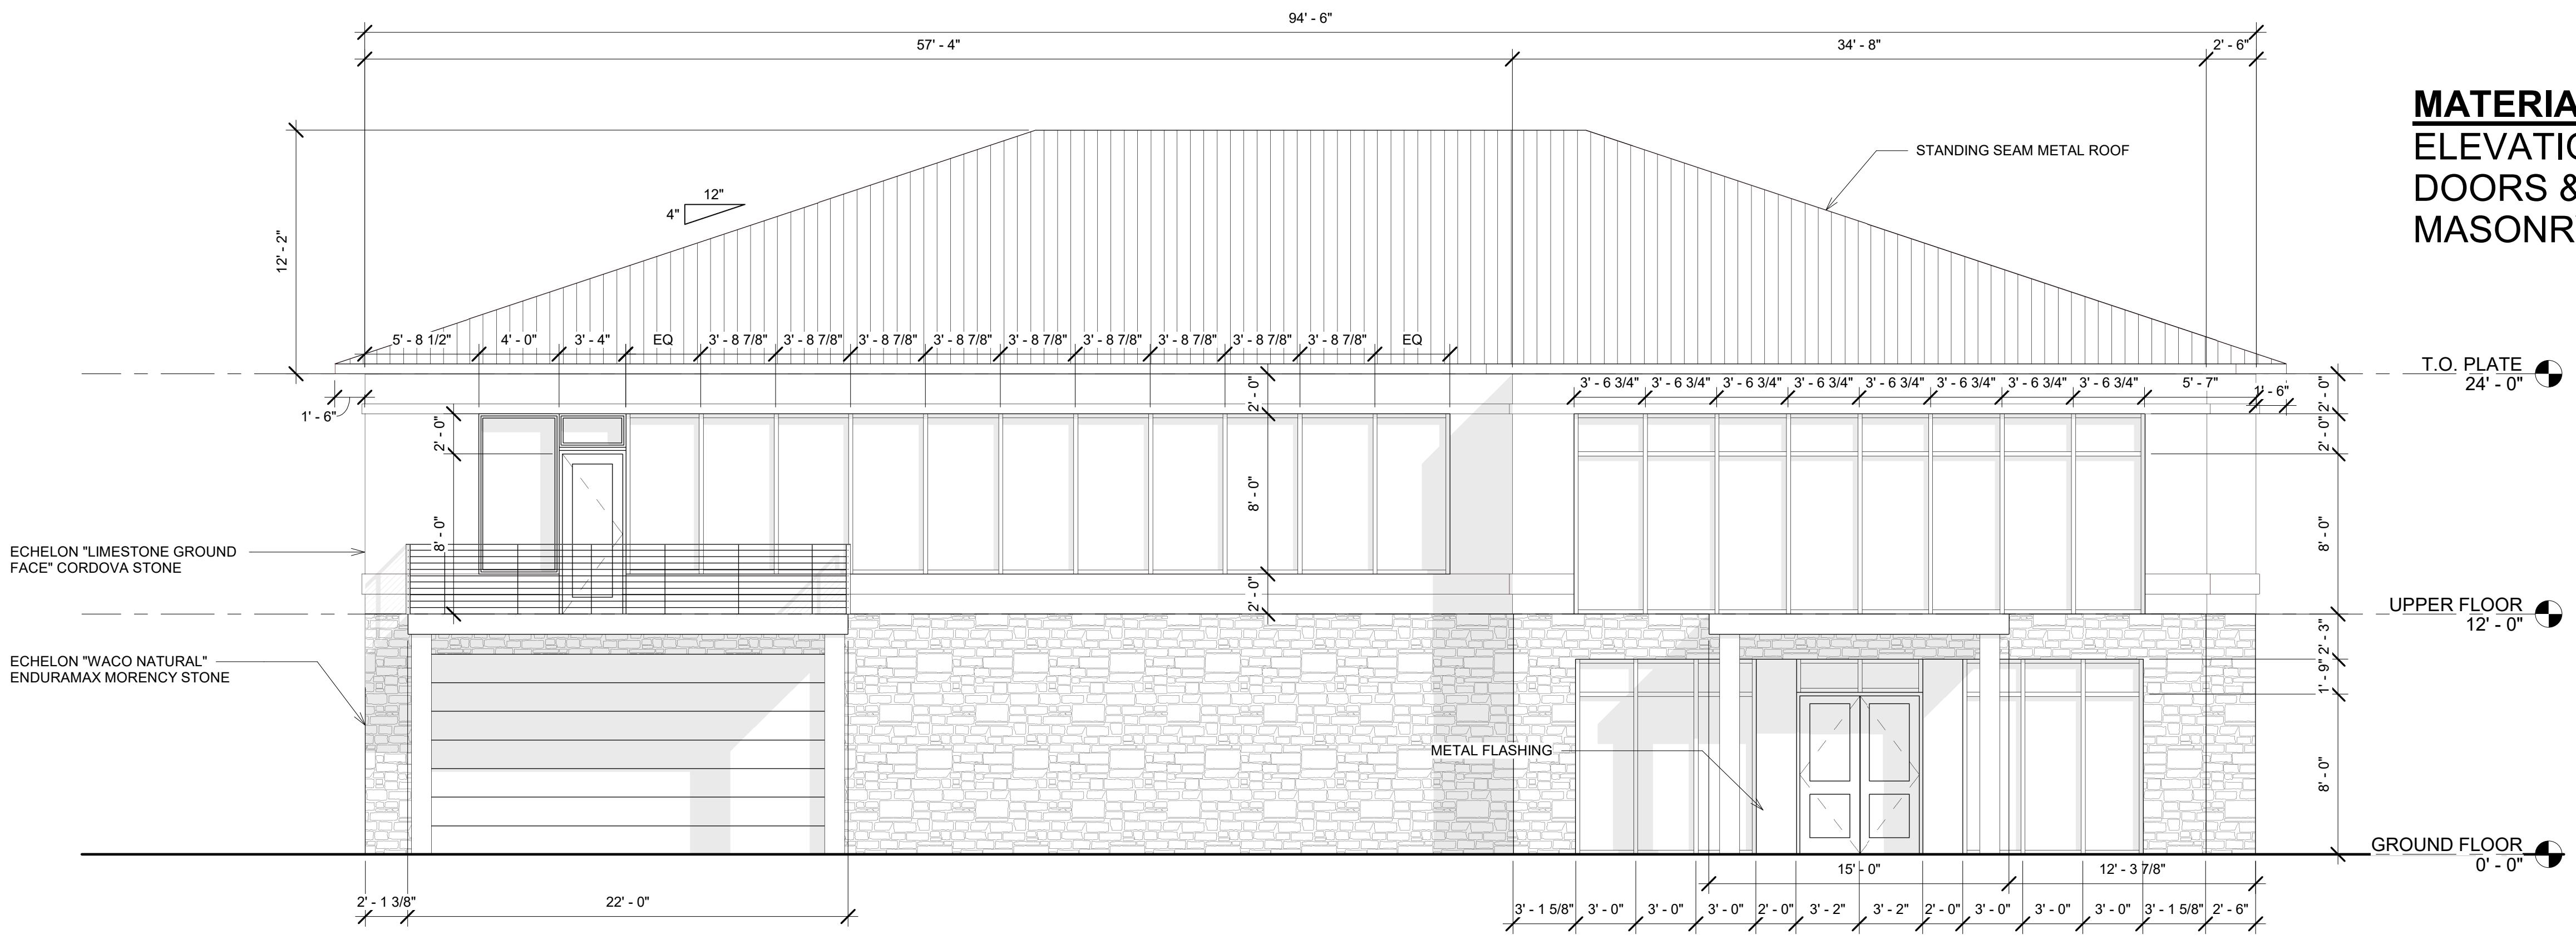 94' - 6"
57' - 4"
34' - 8"
2' - 6"
MATERIA
ELEVATIO
DOORS &
MASONR
STANDING SEAM METAL ROOF
12"
4"
12' - 2"
5' - 8 1/2"
4' - 0"
3' - 4"
EQ
3' - 8 7/8"
3' - 8 7/8"
3' - 8 7/8"
3' - 8 7/8"
3' - 8 7/8"
3' - 8 7/8"
3' - 8 7/8"
3' - 8 7/8"
3' - 8 7/8"
EQ
T.O. PLATE
24' - 0"
3' - 6 3/4"
3' - 6 3/4"
3' - 6 3/4"
3' - 6 3/4"
3' - 6 3/4"
3' - 6 3/4"
3' - 6 3/4"
3' - 6 3/4"
5' - 7"
1' - 6"
2' - 0"
2' - 0"
1' - 6"
2' - 0"
2' - 0"
8' - 0"
8' - 0"
8' - 0"
2' - 0"
ECHELON "LIMESTONE GROUND
FACE" CORDOVA STONE
UPPER FLOOR
12' - 0"
2' - 3"
1' - 9"
8' - 0"
ECHELON "WACO NATURAL"
ENDURAMAX MORENCY STONE
METAL FLASHING
GROUND FLOOR
0' - 0"
15' - 0"
12' - 3 7/8"
2' - 1 3/8"
22' - 0"
3' - 1 5/8"
3' - 0"
3' - 0"
3' - 0"
2' - 0"
3' - 2"
3' - 2"
2' - 0"
3' - 0"
3' - 0"
3' - 0"
3' - 1 5/8"
2' - 6"